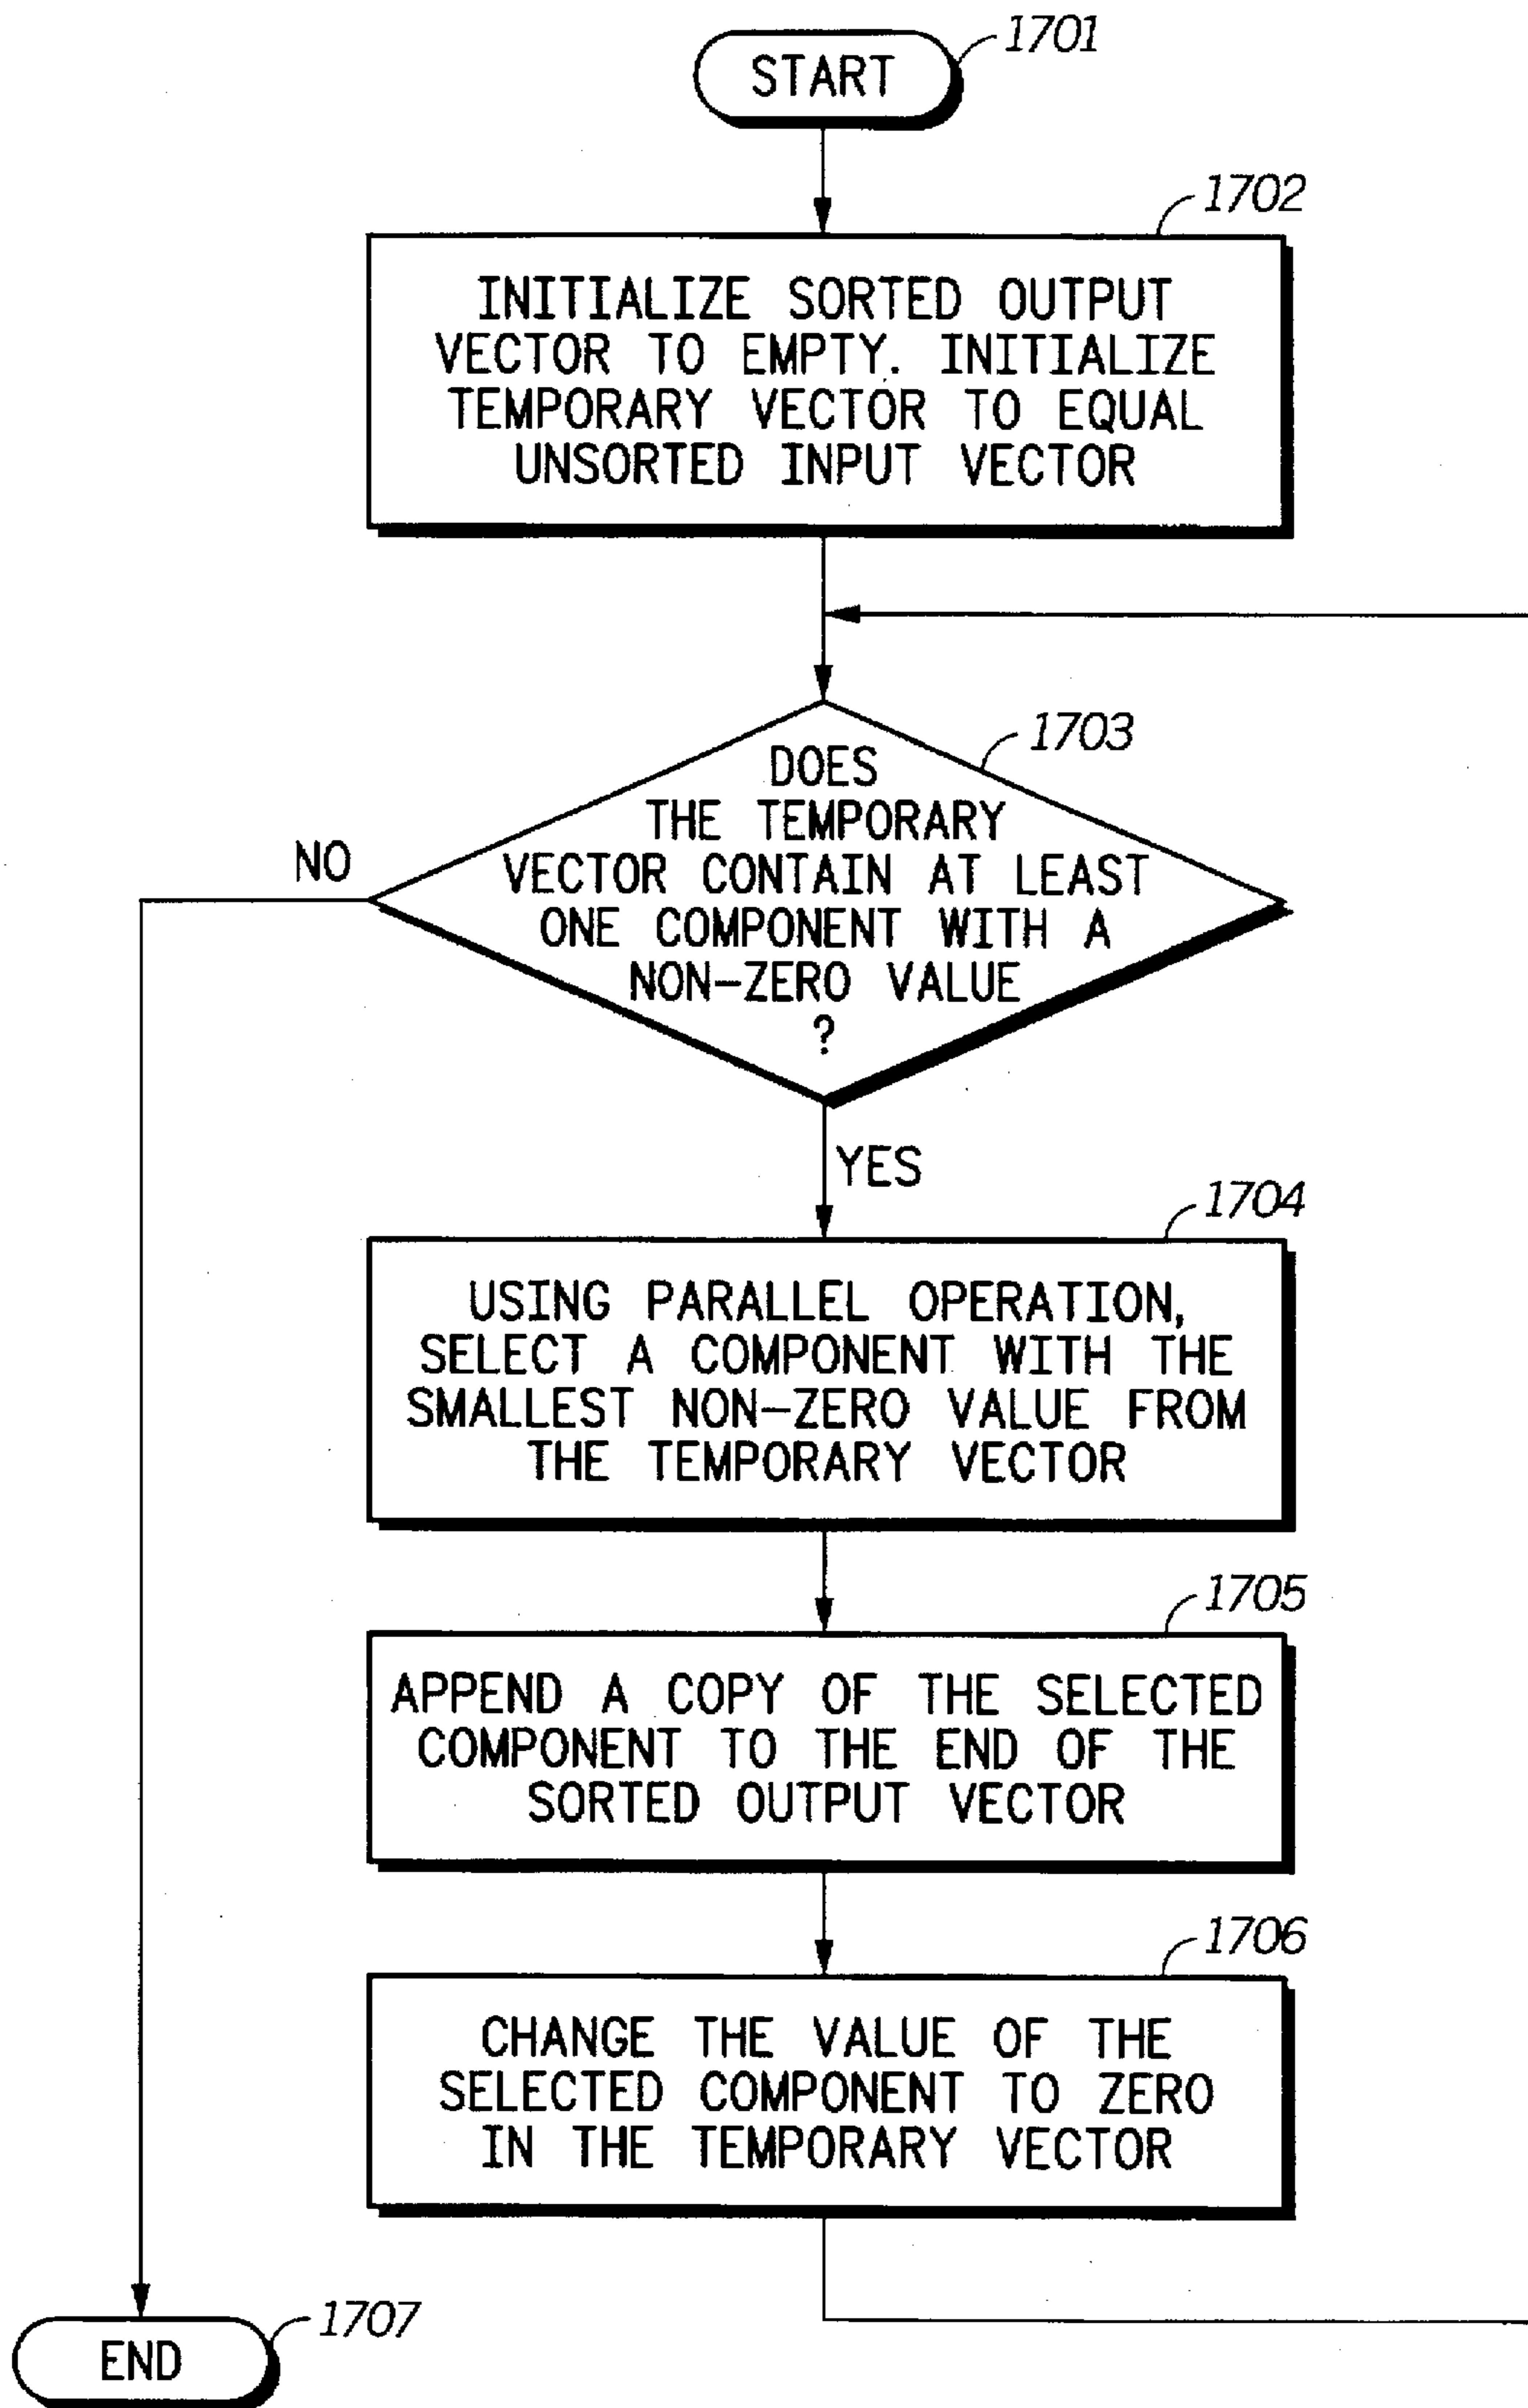 START
1701
1702
INITIALIZE SORTED OUTPUT
VECTOR TO EMPTY. INITIALIZE
TEMPORARY VECTOR TO EQUAL
UNSORTED INPUT VECTOR
1703
DOES
THE TEMPORARY
VECTOR CONTAIN AT LEAST
ONE COMPONENT WITH A
NON-ZERO VALUE
?
NO
YES
1704
USING PARALLEL OPERATION,
SELECT A COMPONENT WITH THE
SMALLEST NON-ZERO VALUE FROM
THE TEMPORARY VECTOR
1705
APPEND A COPY OF THE SELECTED
COMPONENT TO THE END OF THE
SORTED OUTPUT VECTOR
1706
CHANGE THE VALUE OF THE
SELECTED COMPONENT TO ZERO
IN THE TEMPORARY VECTOR
1707
END